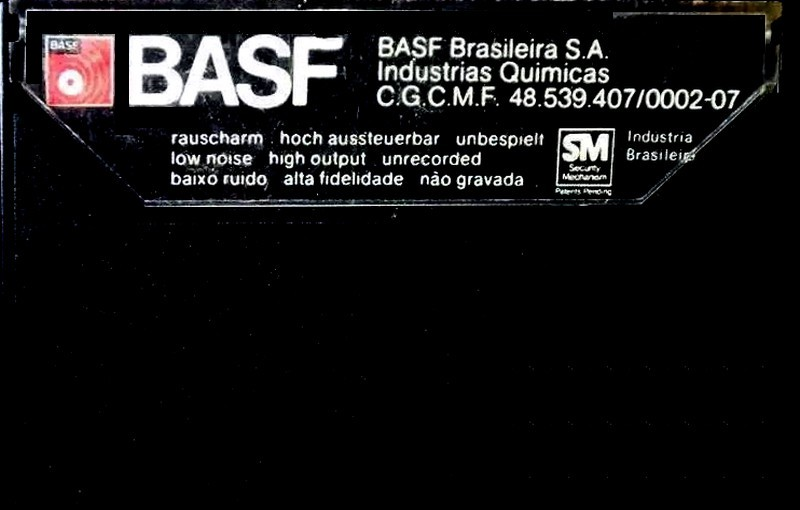 BASF
BASF
BASF Brasileira S.A.
Industrias Quimicas
C.G.C.M.F. 48.539.407/0002-07
rauscharm hoch aussteuerbar unbespielt
low noise high output unrecorded
baixo ruido alta fidelidade não gravada
SM
Security
Mechanism
Patents Pending
Industria
Brasileira